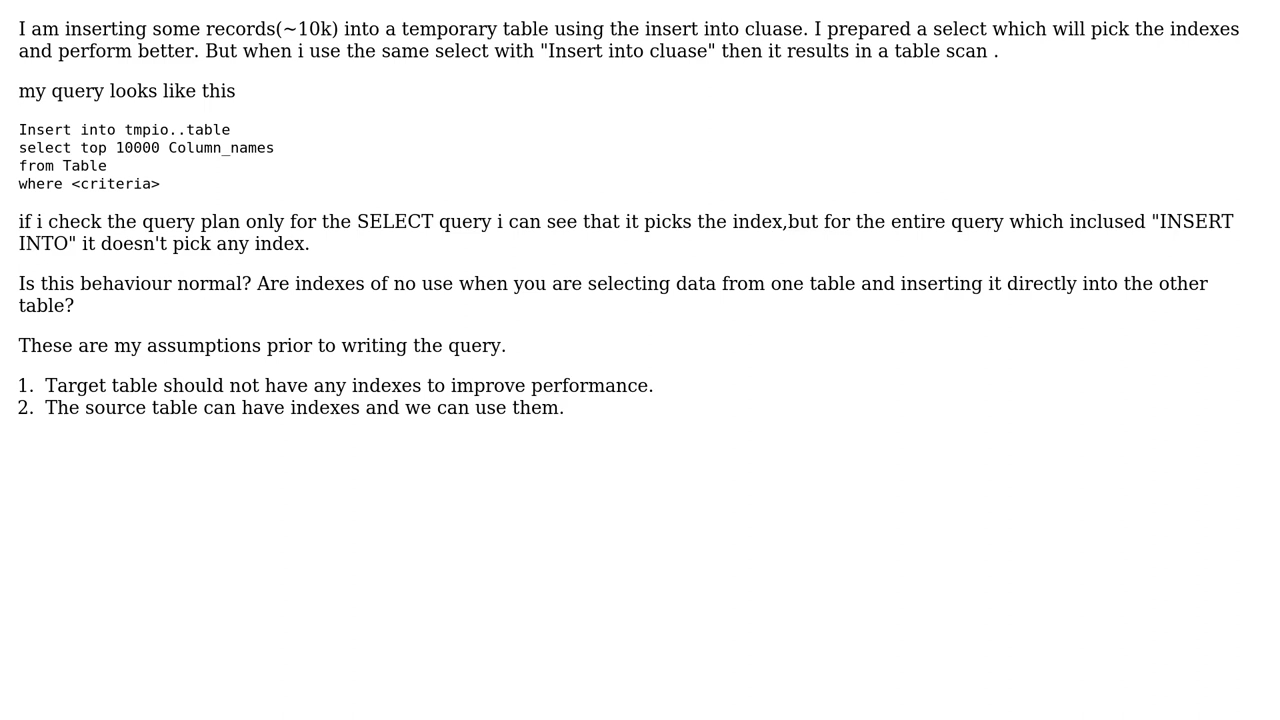 I am inserting some records(~10k) into a temporary table using the insert into cluase. I prepared a select which will pick the indexes
and perform better. But when i use the same select with "Insert into cluase" then it results in a table scan .
my query looks like this
Insert into tmpio..table
select top 10000 Column_names
from Table
where <criteria>
if i check the query plan only for the SELECT query i can see that it picks the index,but for the entire query which inclused "INSERT
INTO" it doesn't pick any index.
Is this behaviour normal? Are indexes of no use when you are selecting data from one table and inserting it directly into the other
table?
These are my assumptions prior to writing the query.
1. Target table should not have any indexes to improve performance.
2. The source table can have indexes and we can use them.